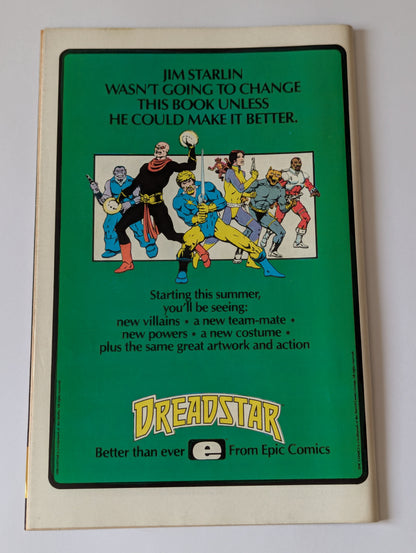 JIM STARLIN
WASN'T GOING TO CHANGE
THIS BOOK UNLESS
HE COULD MAKE IT BETTER.
Starting this summer,
you'll be seeing:
new villains • a new team-mate •
new powers • a new costume •
plus the same great artwork and action
DREADSTAR
Better than ever e From Epic Comics